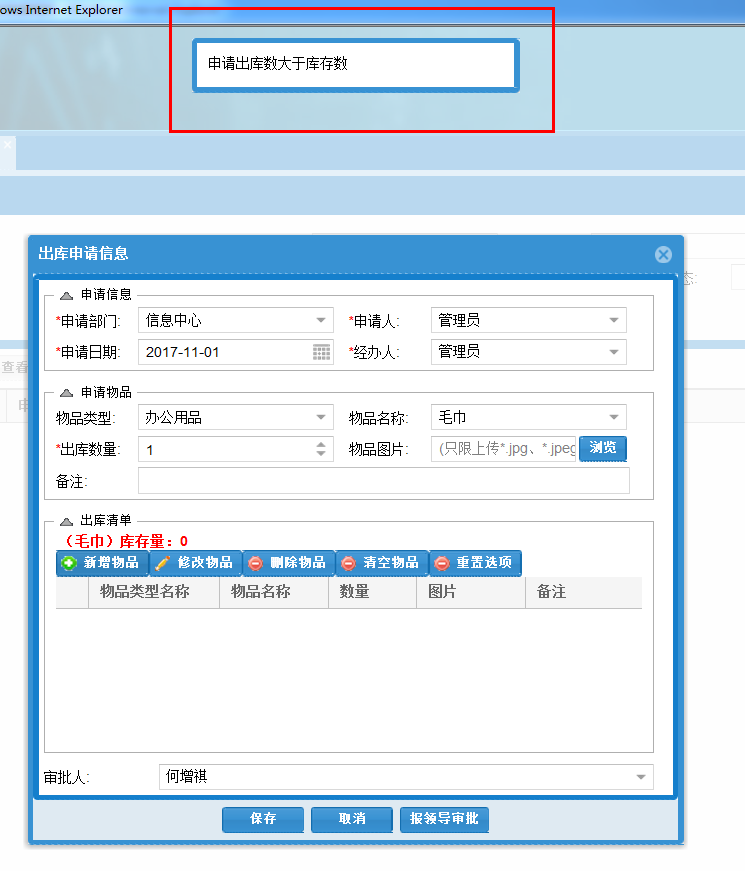 ows Internet Explorer
申请出库数大于库存数
出库申请信息
态:
申请信息
*申请部门: 信息中心 *申请人: 管理员
*申请日期: 2017-11-01 *经办人: 管理员
查看
申请物品
物品类型: 办公用品 物品名称: 毛巾
*出库数量: 1 物品图片: (只限上传*.jpg、*.jpeg 浏览
备注:
出库清单
（毛巾）库存量：0
新增物品 修改物品 删除物品 清空物品 重置选项
物品类型名称 物品名称 数量 图片 备注
审批人: 何增祺
保存 取消 报领导审批